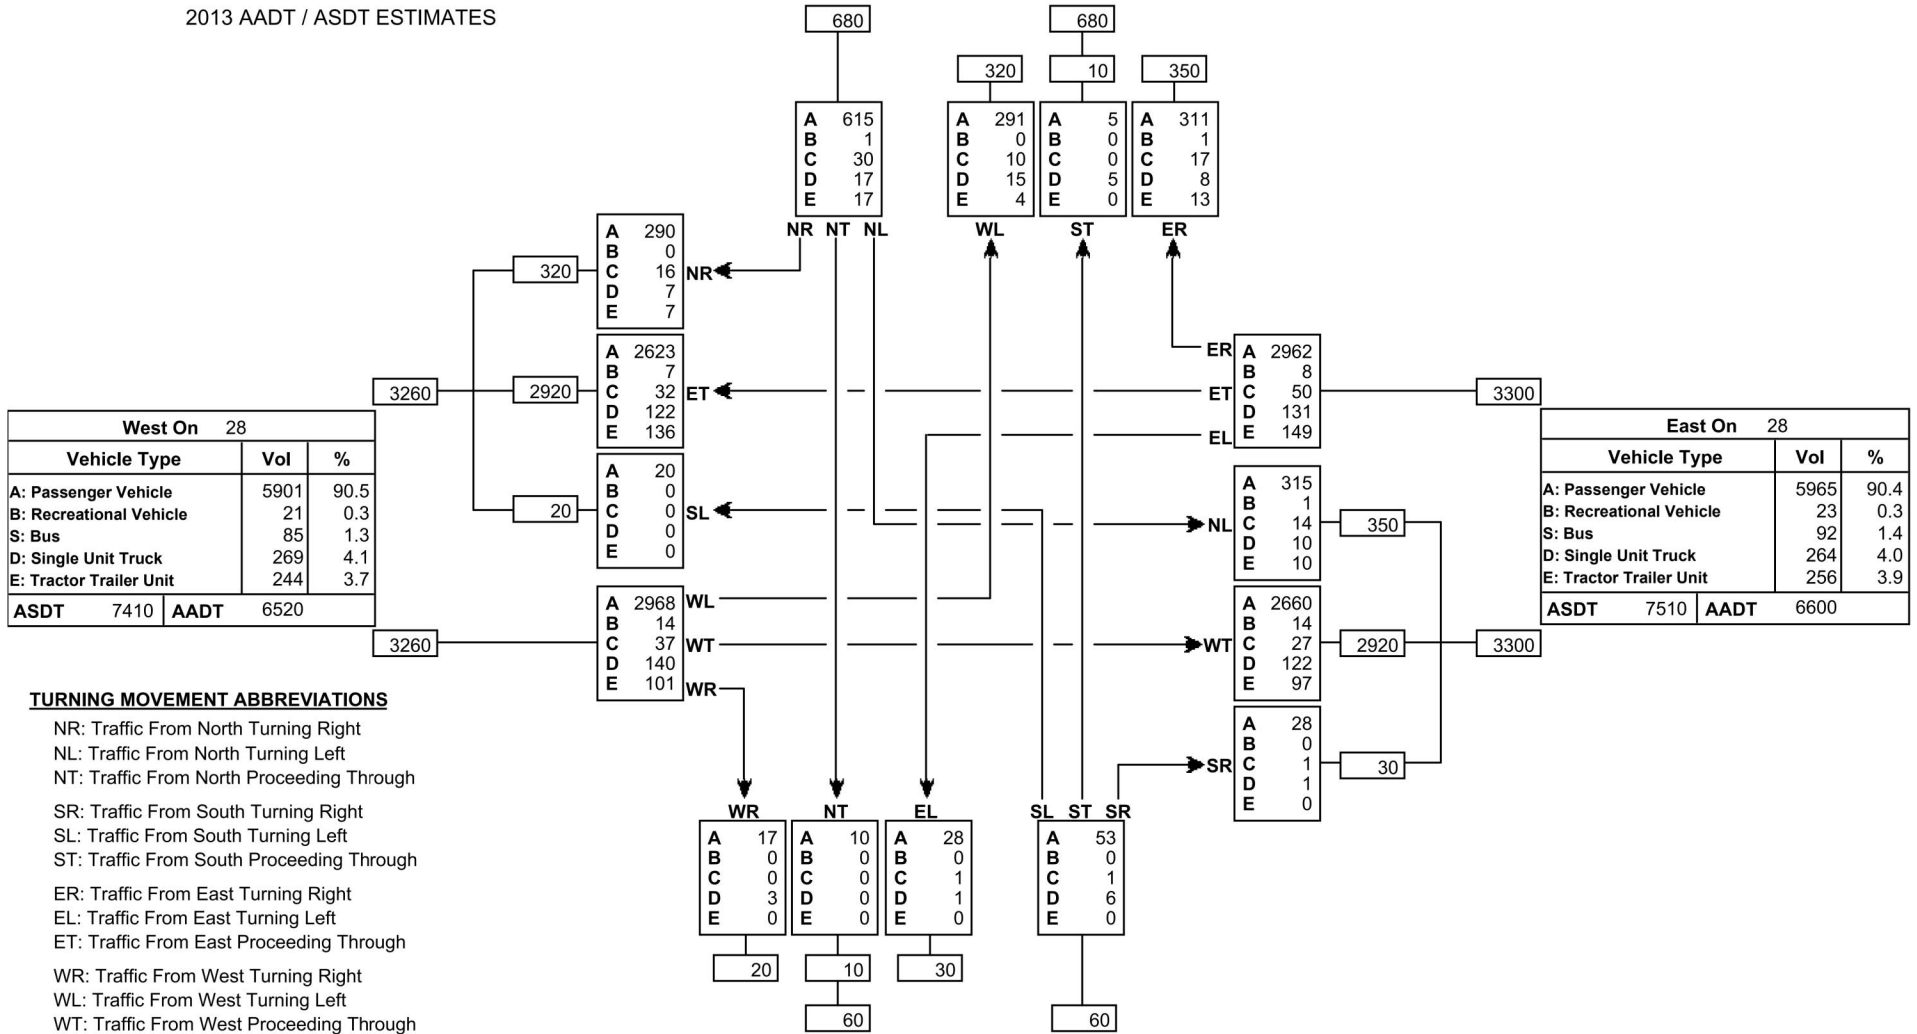 2013 AADT / ASDT ESTIMATES
680
680
320
10
350
A 615
B 1
C 30
D 17
E 17
A 291
B 0
C 10
D 15
E 4
A 5
B 0
C 0
D 5
E 0
A 311
B 1
C 17
D 8
E 13
NR NT NL
WL
ST
ER
320
A 290
B 0
C 16
D 7
E 7
NR
3260
2920
A 2623
B 7
C 32
D 122
E 136
ET
20
A 20
B 0
C 0
D 0
E 0
SL
3260
A 2968
B 14
C 37
D 140
E 101
WL
WT
WR
ER
ET
EL
A 2962
B 8
C 50
D 131
E 149
3300
NL
A 315
B 1
C 14
D 10
E 10
350
WT
A 2660
B 14
C 27
D 122
E 97
2920
3300
SR
A 28
B 0
C 1
D 1
E 0
30
West On 28
Vehicle Type Vol %
A: Passenger Vehicle 5901 90.5
B: Recreational Vehicle 21 0.3
S: Bus 85 1.3
D: Single Unit Truck 269 4.1
E: Tractor Trailer Unit 244 3.7
ASDT 7410 AADT 6520
East On 28
Vehicle Type Vol %
A: Passenger Vehicle 5965 90.4
B: Recreational Vehicle 23 0.3
S: Bus 92 1.4
D: Single Unit Truck 264 4.0
E: Tractor Trailer Unit 256 3.9
ASDT 7510 AADT 6600
WR
NT
EL
SL ST SR
A 17
B 0
C 0
D 3
E 0
A 10
B 0
C 0
D 0
E 0
A 28
B 0
C 1
D 1
E 0
A 53
B 0
C 1
D 6
E 0
20
10
30
60
60
TURNING MOVEMENT ABBREVIATIONS
NR: Traffic From North Turning Right
NL: Traffic From North Turning Left
NT: Traffic From North Proceeding Through
SR: Traffic From South Turning Right
SL: Traffic From South Turning Left
ST: Traffic From South Proceeding Through
ER: Traffic From East Turning Right
EL: Traffic From East Turning Left
ET: Traffic From East Proceeding Through
WR: Traffic From West Turning Right
WL: Traffic From West Turning Left
WT: Traffic From West Proceeding Through